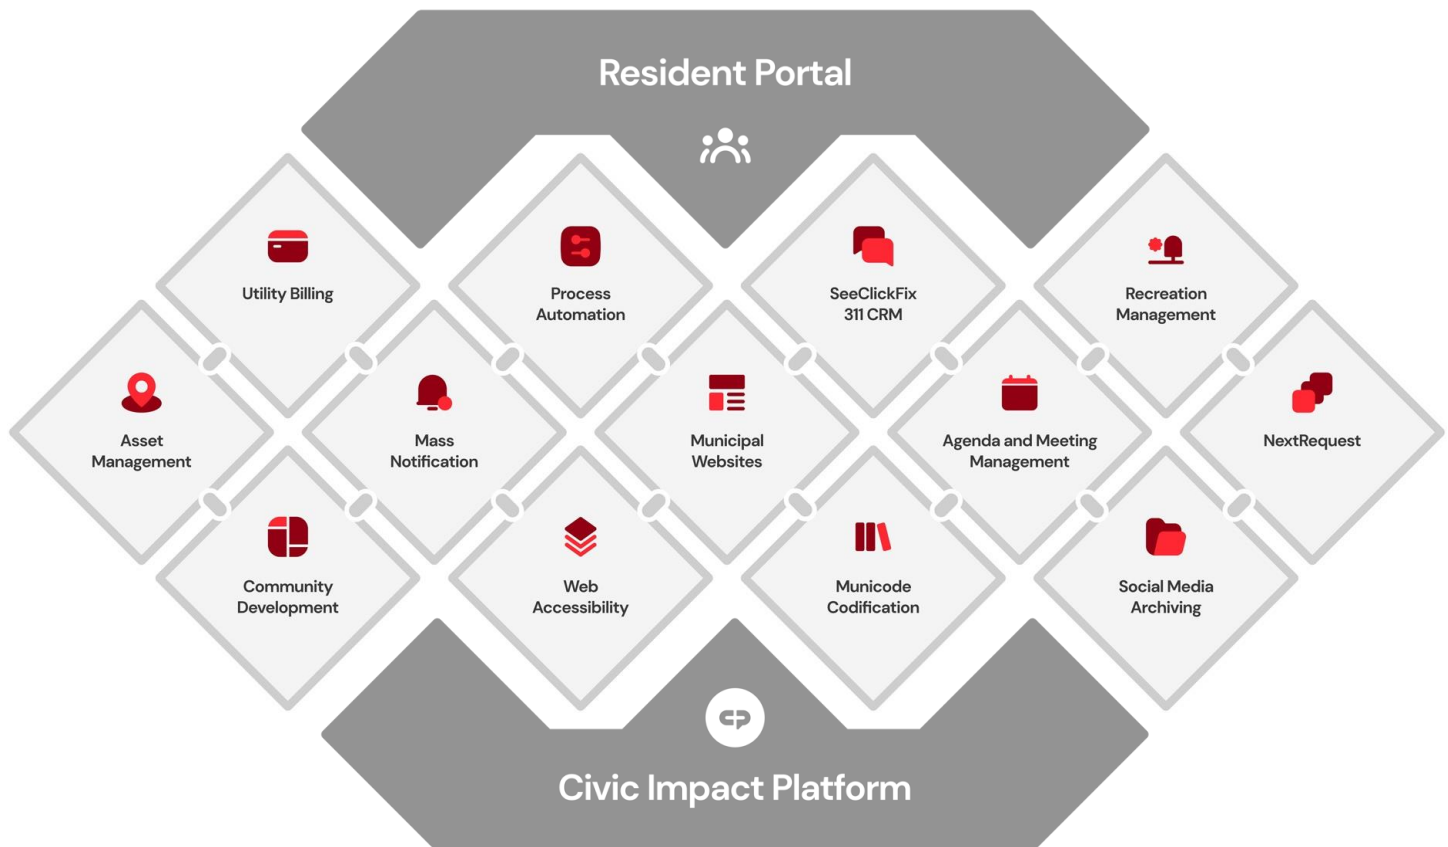 Resident Portal
Utility Billing
Process
Automation
SeeClickFix
311 CRM
Recreation
Management
Asset
Management
Mass
Notification
Municipal
Websites
Agenda and Meeting
Management
NextRequest
Community
Development
Web
Accessibility
Municode
Codification
Social Media
Archiving
Civic Impact Platform